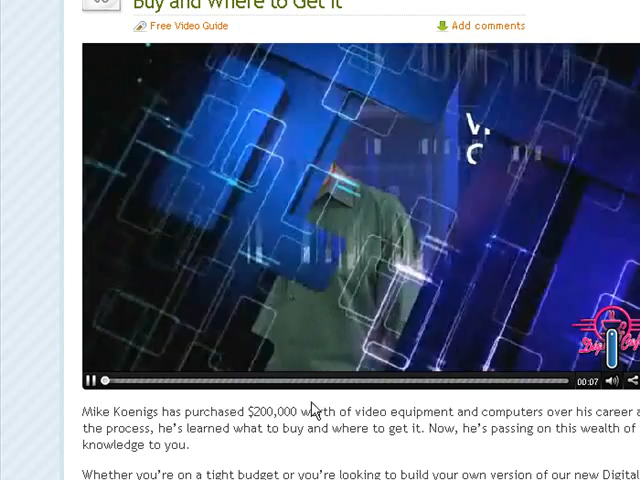 Buy and Where to Get It
Free Video Guide
Add comments
V.
C
00:07
Mike Koenigs has purchased $200,000 worth of video equipment and computers over his career a
the process, he's learned what to buy and where to get it. Now, he's passing on this wealth of
knowledge to you.
Whether you're on a tight budget or you're looking to build your own version of our new Digital